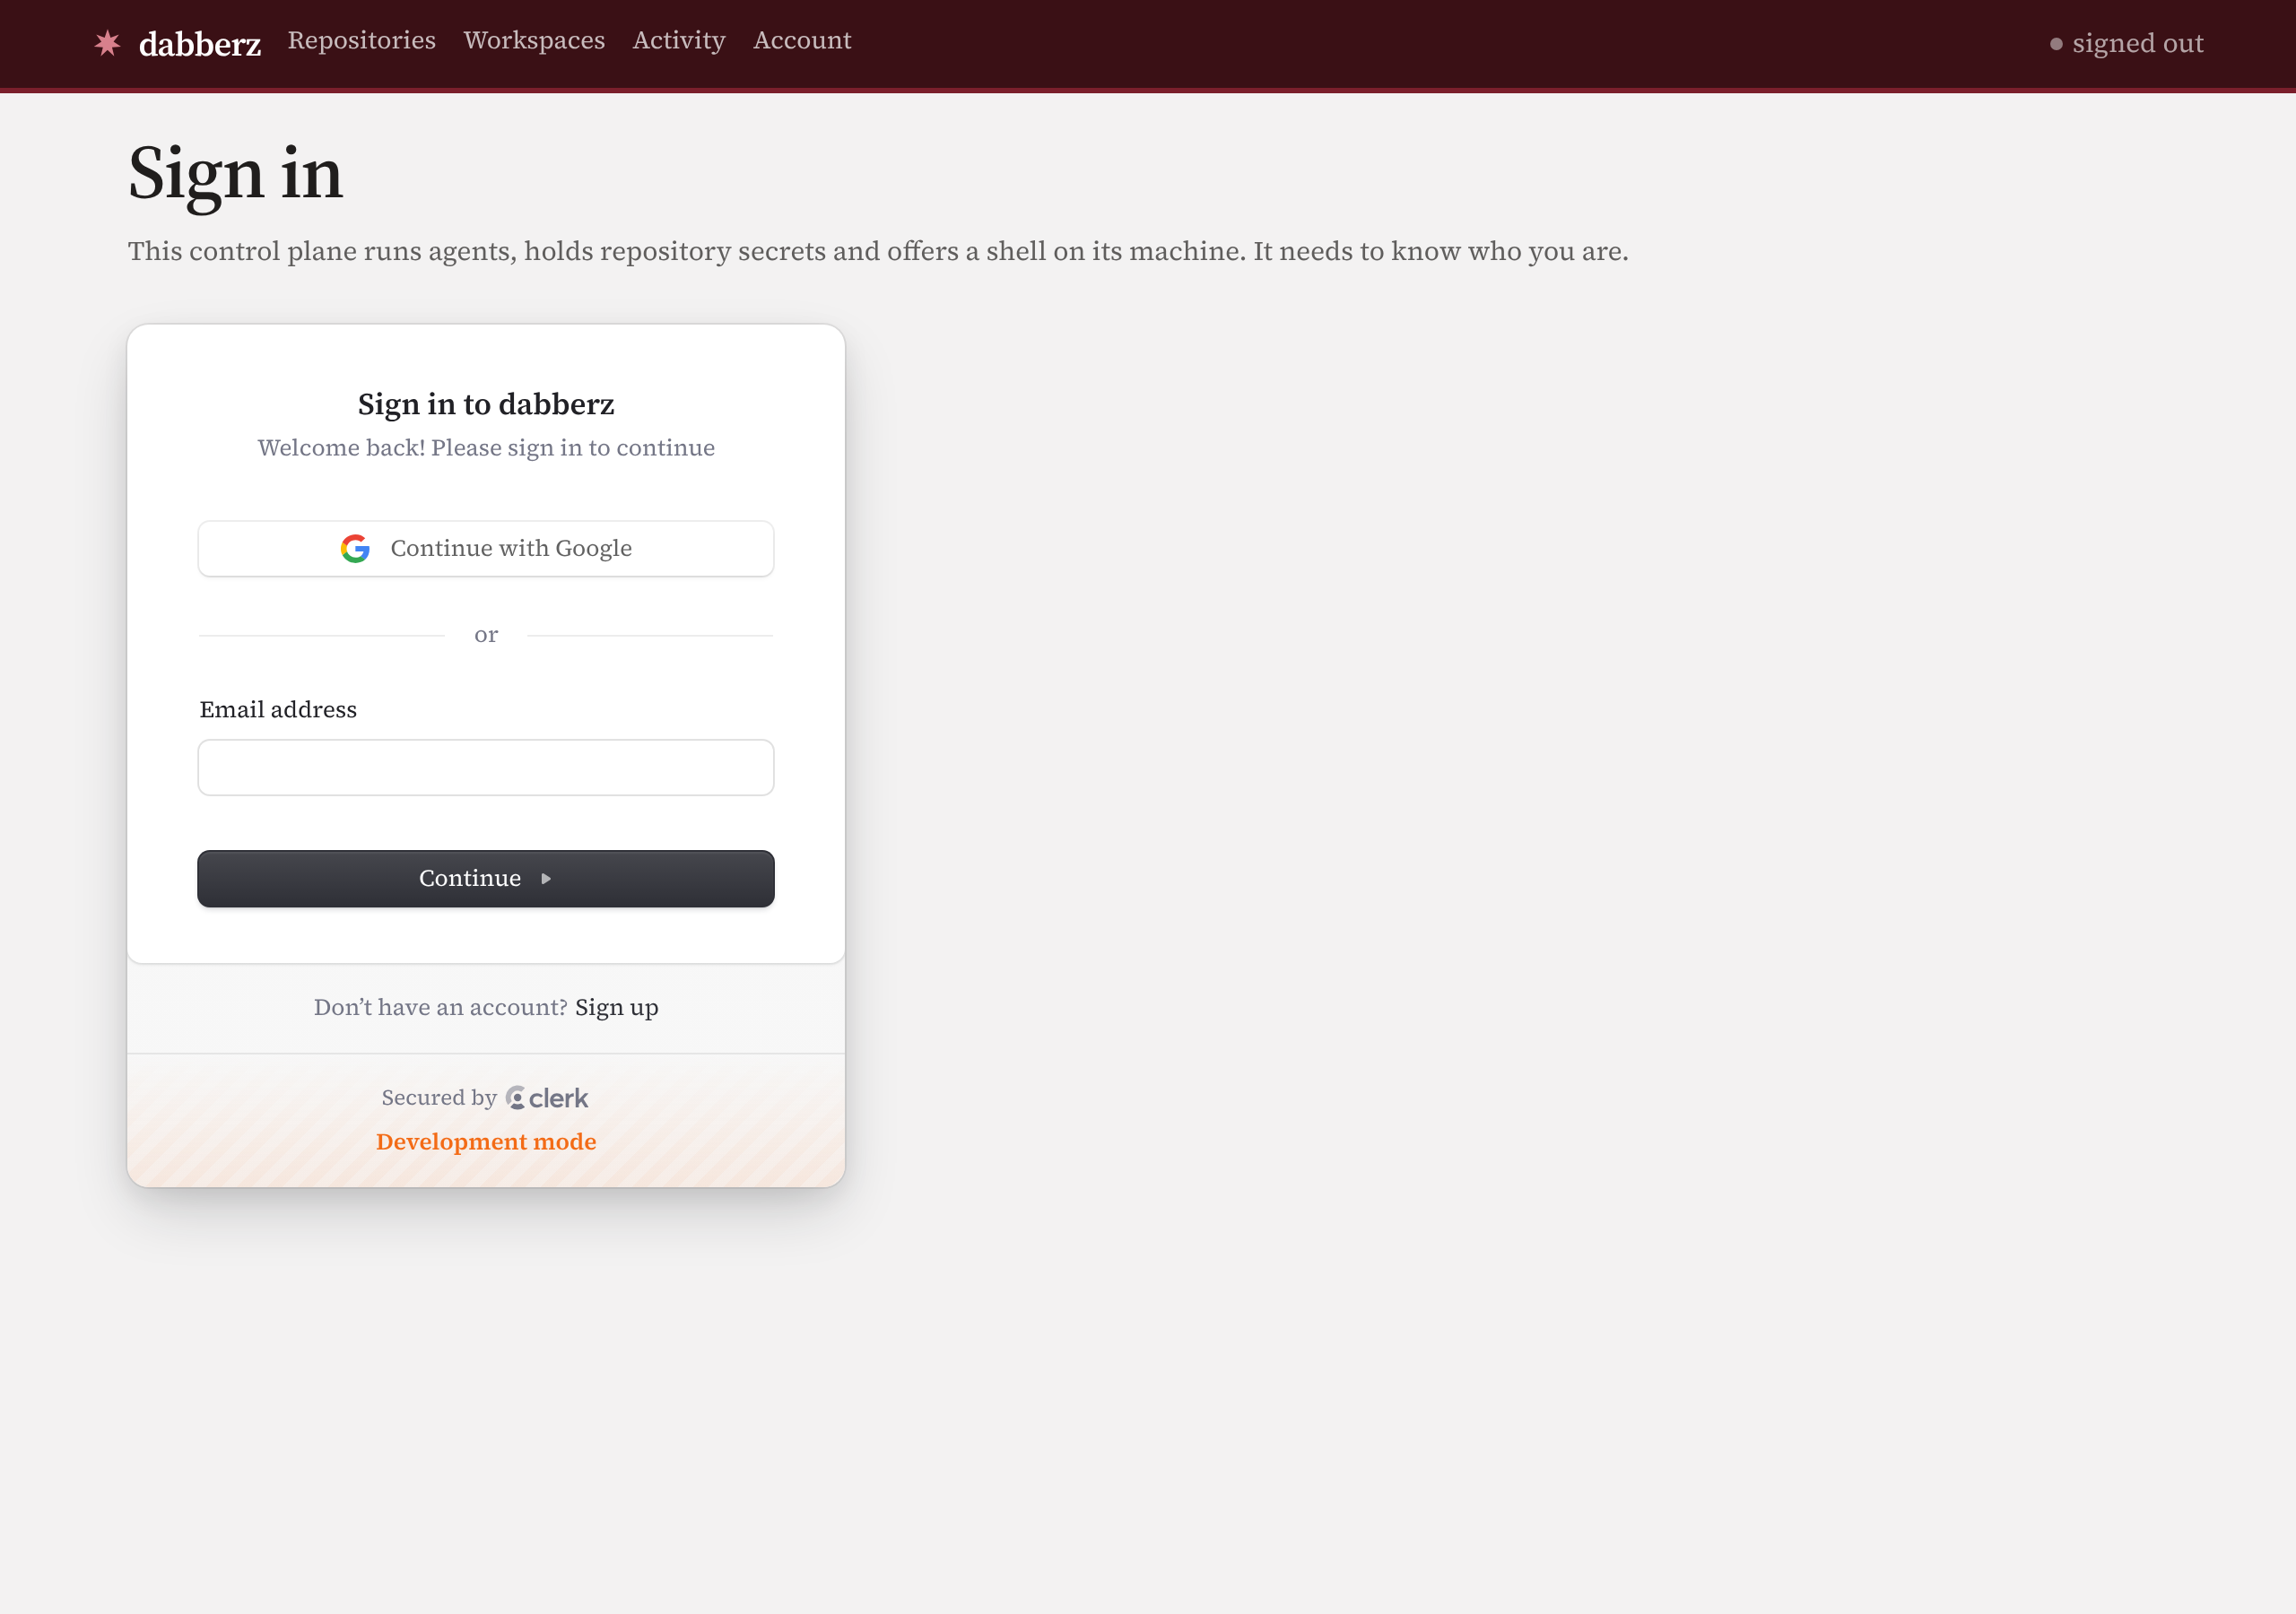 dabberz Repositories Workspaces Activity Account signed out
Sign in
This control plane runs agents, holds repository secrets and offers a shell on its machine. It needs to know who you are.
Sign in to dabberz
Welcome back! Please sign in to continue
Continue with Google
or
Email address
Continue
Don’t have an account? Sign up
Secured by clerk
Development mode